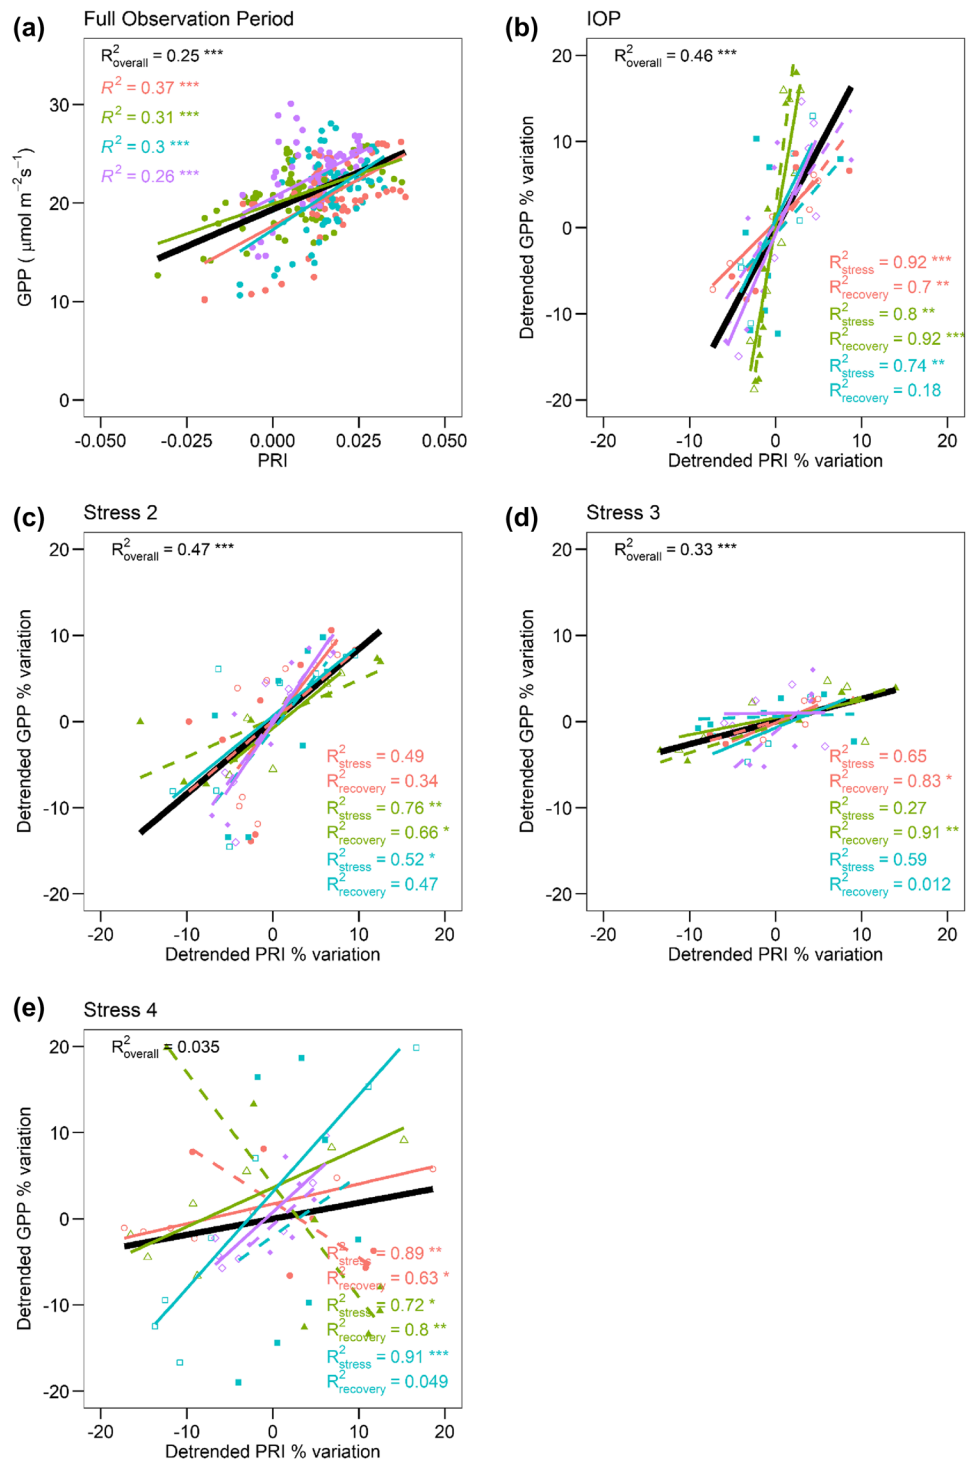 (a) Full Observation Period
R²overall = 0.25 ***
R² = 0.37 ***
R² = 0.31 ***
R² = 0.3 ***
R² = 0.26 ***
GPP ( μmol m⁻²s⁻¹)
30
20
10
0
-0.050 -0.025 0.000 0.025 0.050
PRI
(b) IOP
R²overall = 0.46 ***
Detrended GPP % variation
20
10
0
-10
-20
R²stress = 0.92 ***
R²recovery = 0.7 **
R²stress = 0.8 **
R²recovery = 0.92 ***
R²stress = 0.74 **
R²recovery = 0.18
-20 -10 0 10 20
Detrended PRI % variation
(c) Stress 2
R²overall = 0.47 ***
Detrended GPP % variation
20
10
0
-10
-20
R²stress = 0.49
R²recovery = 0.34
R²stress = 0.76 **
R²recovery = 0.66 *
R²stress = 0.52 *
R²recovery = 0.47
-20 -10 0 10 20
Detrended PRI % variation
(d) Stress 3
R²overall = 0.33 ***
Detrended GPP % variation
20
10
0
-10
-20
R²stress = 0.65
R²recovery = 0.83 *
R²stress = 0.27
R²recovery = 0.91 **
R²stress = 0.59
R²recovery = 0.012
-20 -10 0 10 20
Detrended PRI % variation
(e) Stress 4
R²overall = 0.035
Detrended GPP % variation
20
10
0
-10
-20
R²stress = 0.89 **
R²recovery = 0.63 *
R²stress = 0.72 *
R²recovery = 0.8 **
R²stress = 0.91 ***
R²recovery = 0.049
-20 -10 0 10 20
Detrended PRI % variation